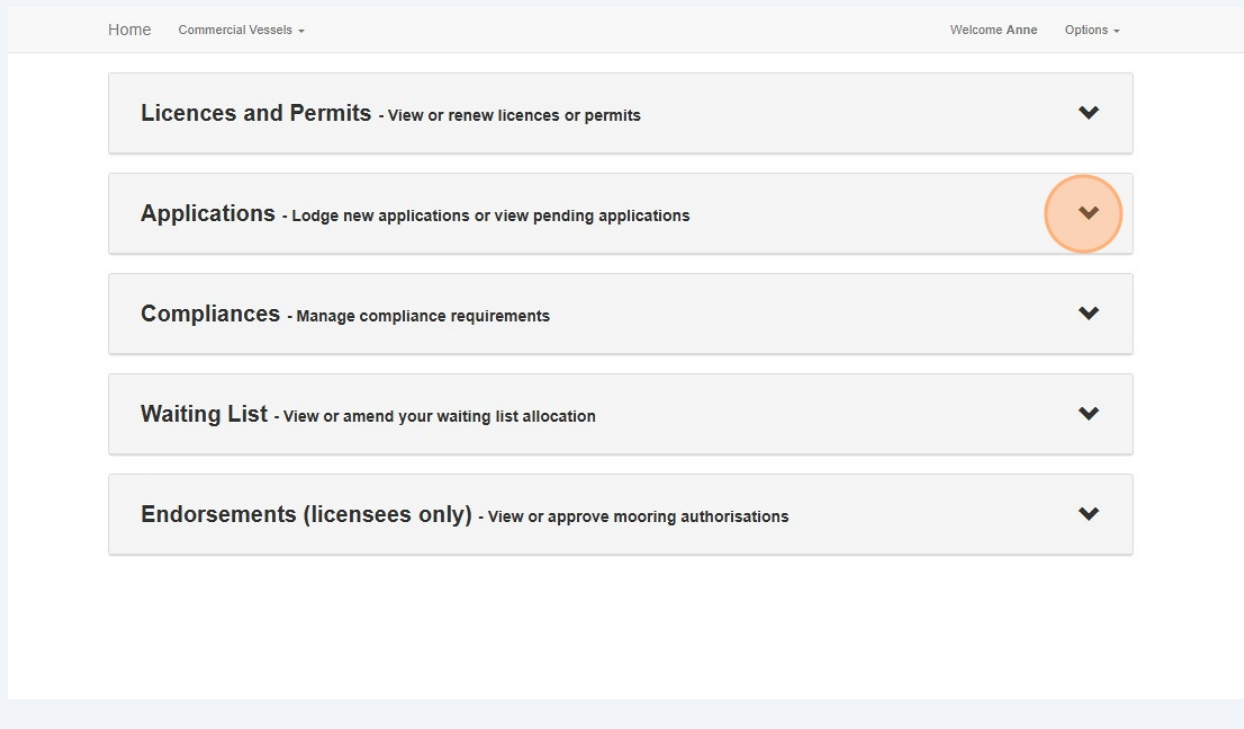 Home Commercial Vessels Welcome Anne Options
Licences and Permits - View or renew licences or permits
Applications - Lodge new applications or view pending applications
Compliances - Manage compliance requirements
Waiting List - View or amend your waiting list allocation
Endorsements (licensees only) - View or approve mooring authorisations